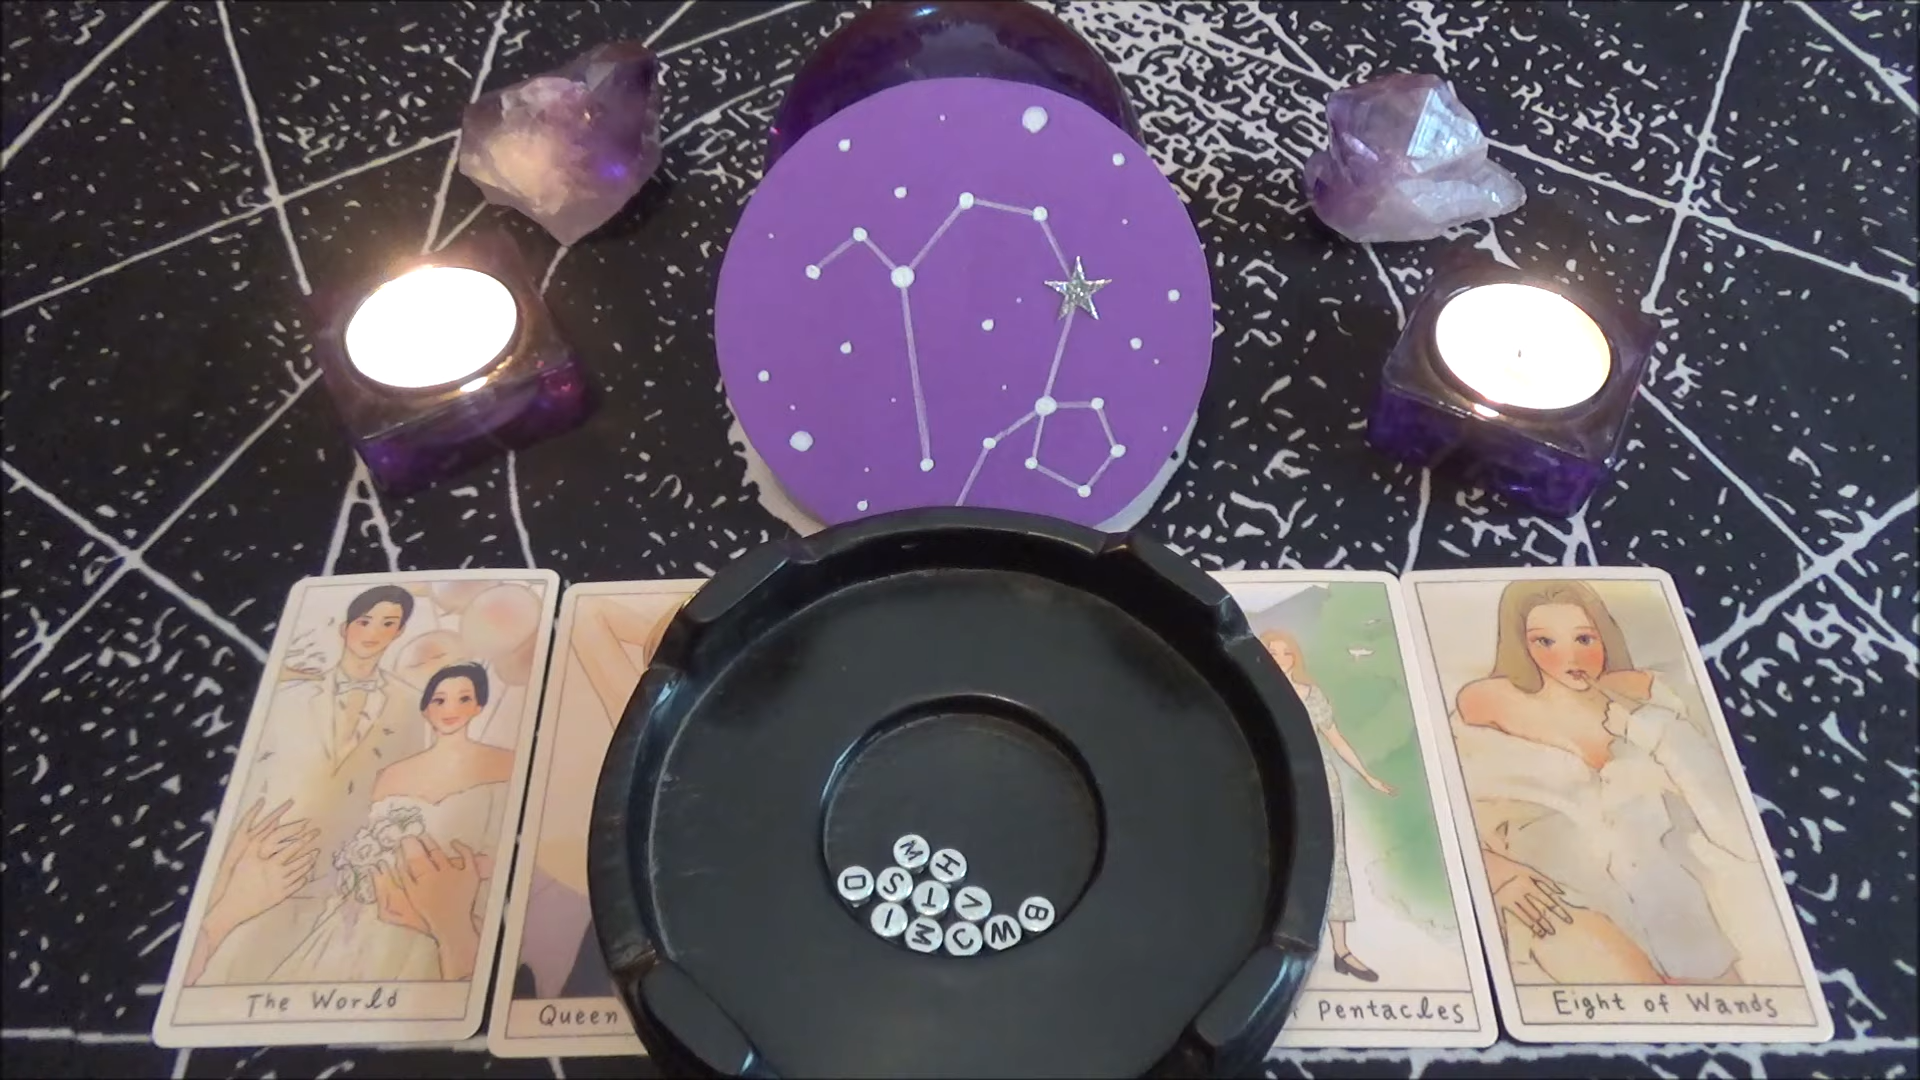 W H
D S T V B
I M C W
The World
Queen
Pentacles
Eight of Wands